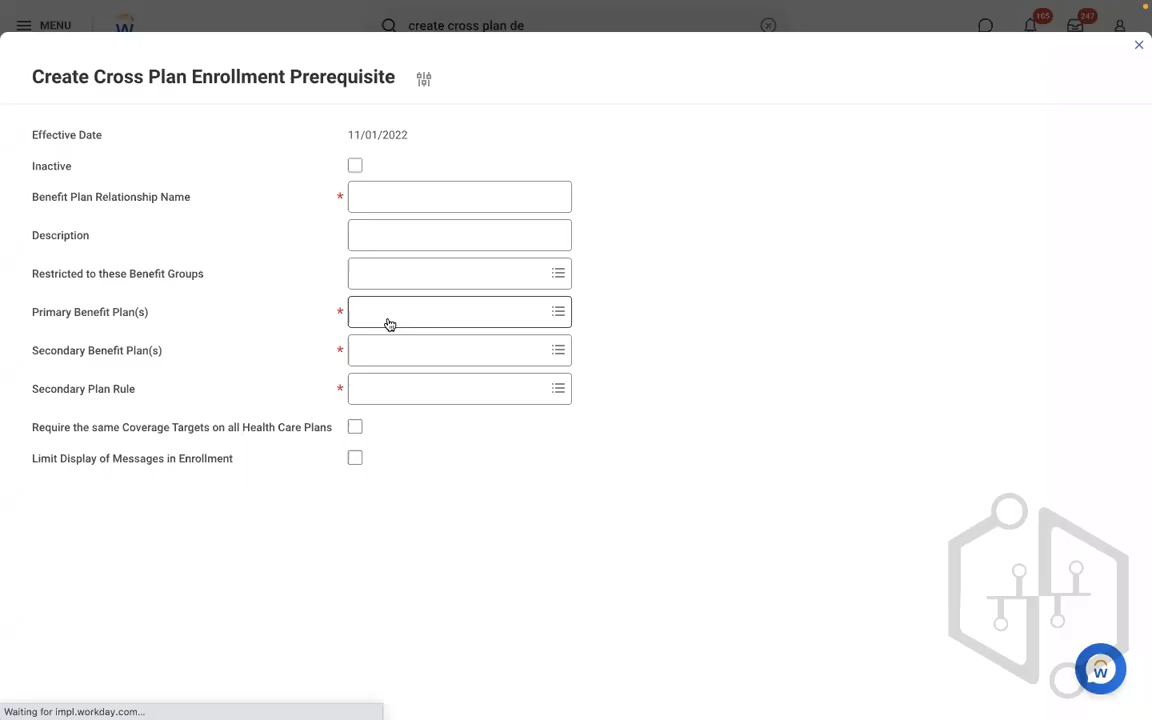 MENU
create cross plan de
105
247
Create Cross Plan Enrollment Prerequisite
Effective Date 11/01/2022
Inactive
Benefit Plan Relationship Name *
Description
Restricted to these Benefit Groups
Primary Benefit Plan(s) *
Secondary Benefit Plan(s) *
Secondary Plan Rule *
Require the same Coverage Targets on all Health Care Plans
Limit Display of Messages in Enrollment
W
Waiting for impl.workday.com...